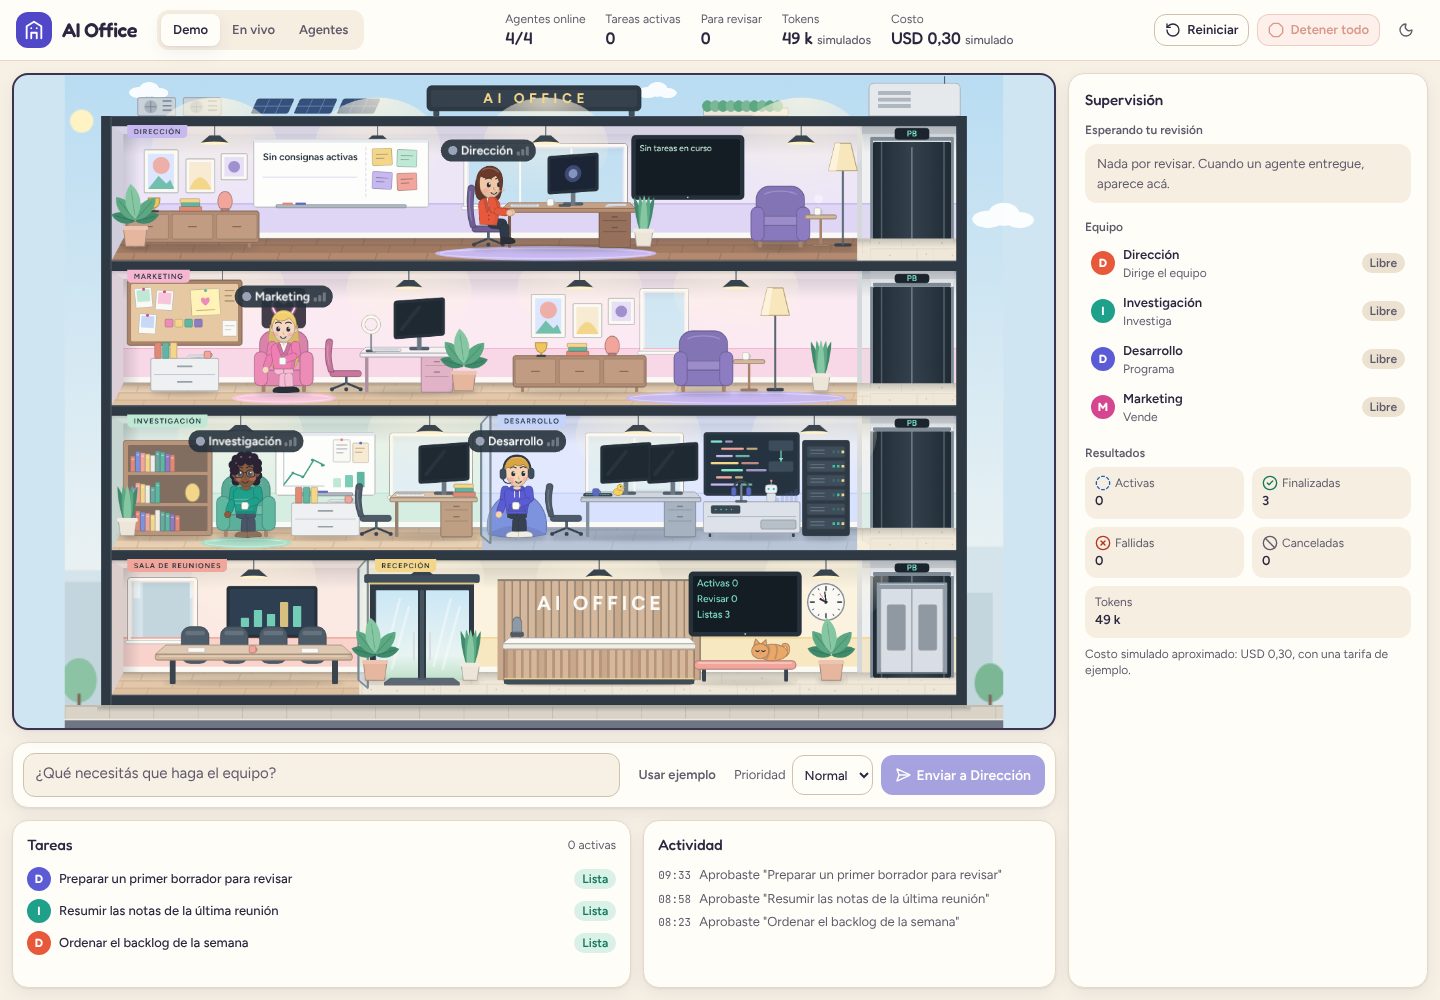 AI Office
Demo
En vivo
Agentes
Agentes online
4/4
Tareas activas
0
Para revisar
0
Tokens
49 k simulados
Costo
USD 0,30 simulado
Reiniciar
Detener todo
AI OFFICE
DIRECCIÓN
Sin consignas activas
Dirección
Sin tareas en curso
PB
MARKETING
Marketing
PB
INVESTIGACIÓN
Investigación
DESARROLLO
Desarrollo
PB
SALA DE REUNIONES
RECEPCIÓN
AI OFFICE
Activas 0
Revisar 0
Listas 3
PB
¿Qué necesitás que haga el equipo?
Usar ejemplo
Prioridad
Normal
Enviar a Dirección
Tareas
0 activas
D Preparar un primer borrador para revisar Lista
I Resumir las notas de la última reunión Lista
D Ordenar el backlog de la semana Lista
Actividad
09:33 Aprobaste "Preparar un primer borrador para revisar"
08:58 Aprobaste "Resumir las notas de la última reunión"
08:23 Aprobaste "Ordenar el backlog de la semana"
Supervisión
Esperando tu revisión
Nada por revisar. Cuando un agente entregue,
aparece acá.
Equipo
D Dirección
Dirige el equipo
Libre
I Investigación
Investiga
Libre
D Desarrollo
Programa
Libre
M Marketing
Vende
Libre
Resultados
Activas
0
Finalizadas
3
Fallidas
0
Canceladas
0
Tokens
49 k
Costo simulado aproximado: USD 0,30, con una tarifa de
ejemplo.